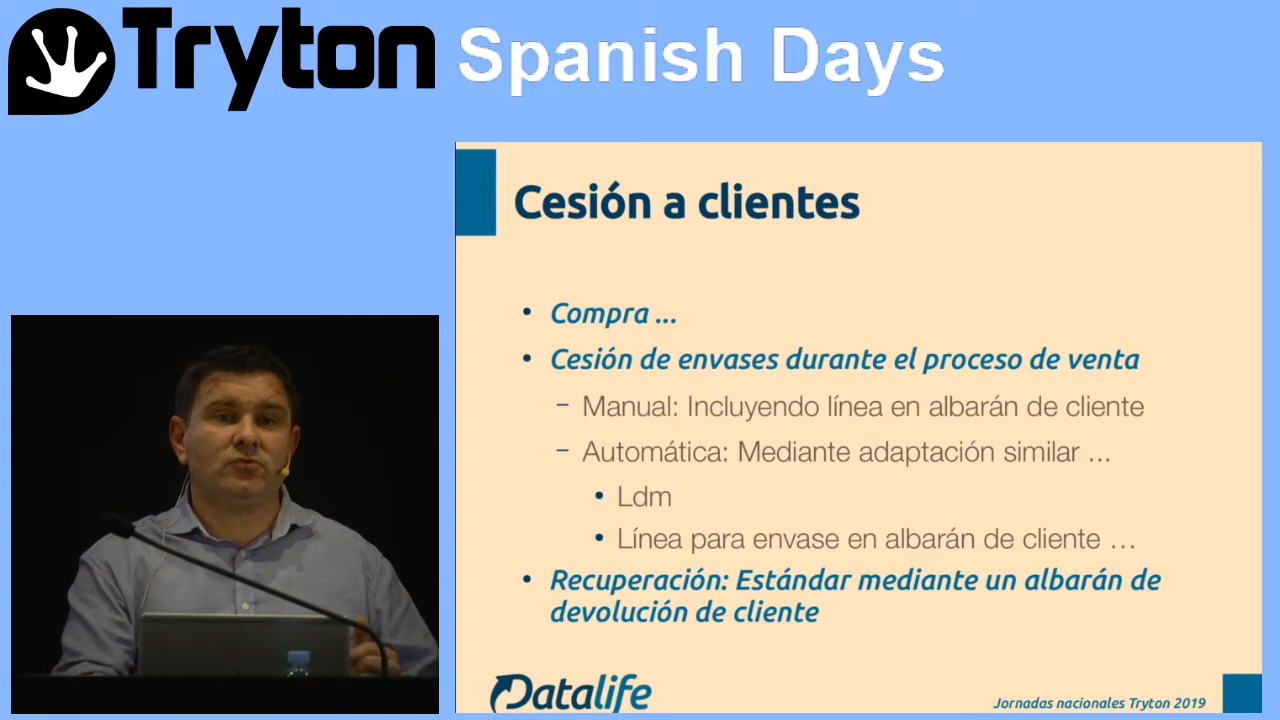 Tryton Spanish Days
Cesión a clientes
• Compra ...
• Cesión de envases durante el proceso de venta
– Manual: Incluyendo línea en albarán de cliente
– Automática: Mediante adaptación similar ...
• Ldm
• Línea para envase en albarán de cliente ...
• Recuperación: Estándar mediante un albarán de
devolución de cliente
Datalife
Jornadas nacionales Tryton 2019